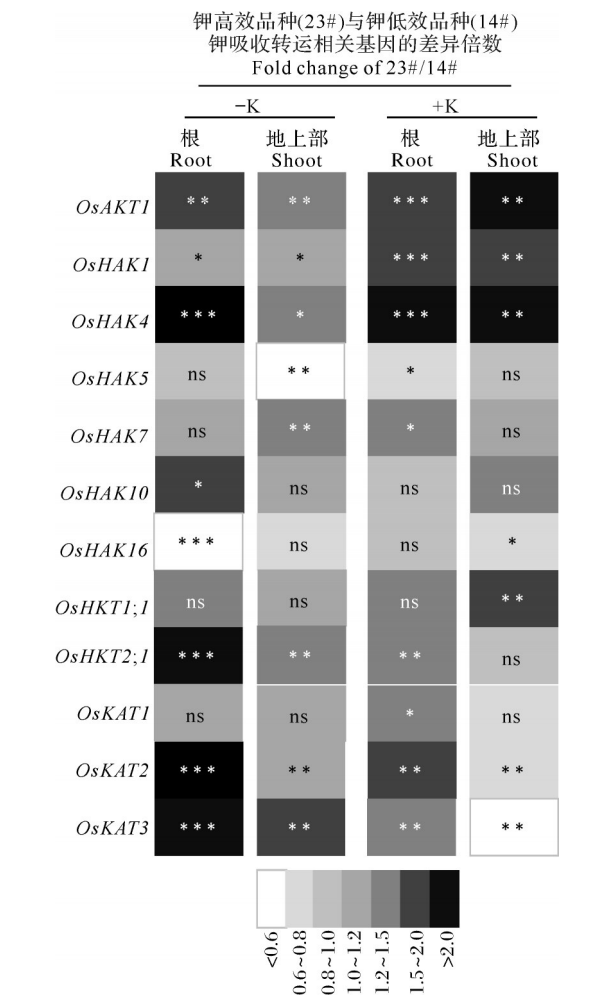 钾高效品种(23#)与钾低效品种(14#)
钾吸收转运相关基因的差异倍数
Fold change of 23#/14#
−K +K
根 地上部 根 地上部
Root Shoot Root Shoot
OsAKT1 ** ** *** **
OsHAK1 * * *** **
OsHAK4 *** * *** **
OsHAK5 ns ** * ns
OsHAK7 ns ** * ns
OsHAK10 * ns ns ns
OsHAK16 *** ns ns *
OsHKT1;1 ns ns ns **
OsHKT2;1 *** ** ** ns
OsKAT1 ns ns * ns
OsKAT2 *** ** ** **
OsKAT3 *** ** ** **
<0.6 0.6~0.8 0.8~1.0 1.0~1.2 1.2~1.5 1.5~2.0 >2.0